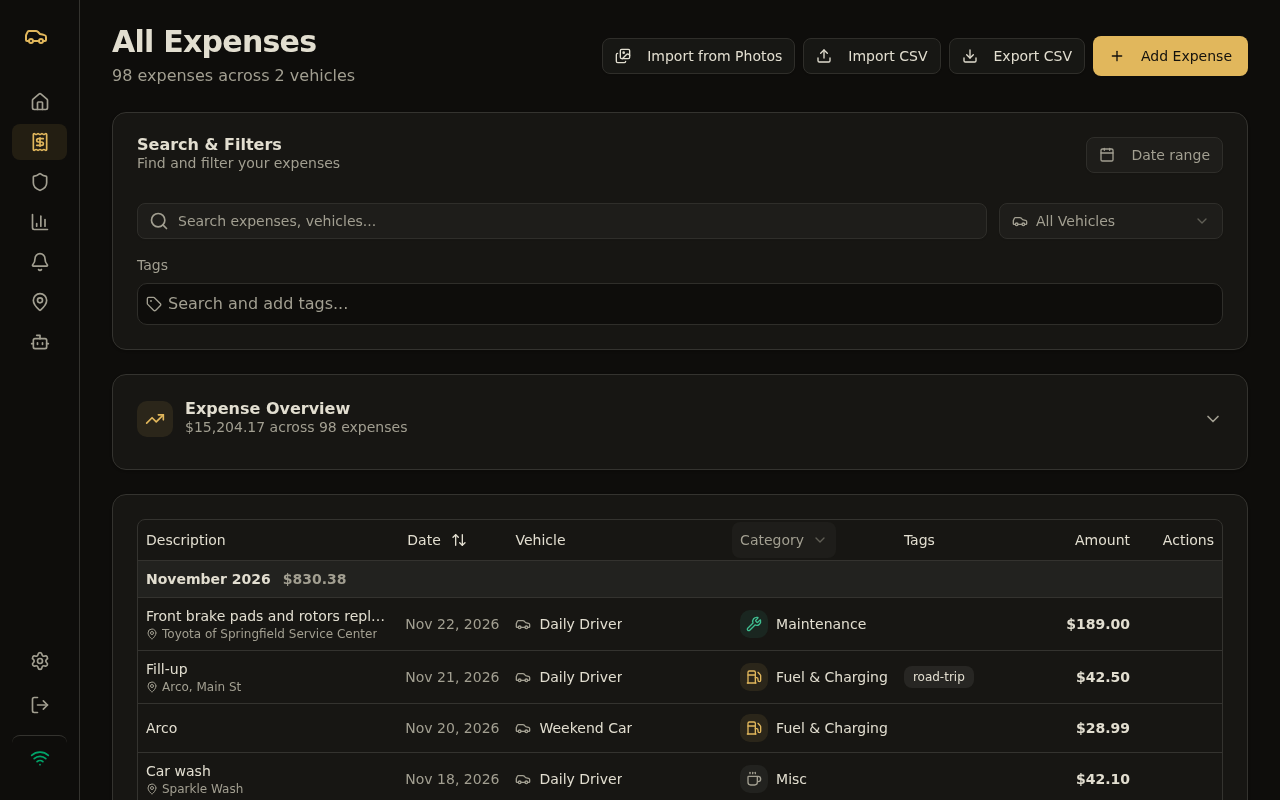 All Expenses
98 expenses across 2 vehicles
Import from Photos
Import CSV
Export CSV
Add Expense
Search & Filters
Find and filter your expenses
Date range
Search expenses, vehicles...
All Vehicles
Tags
Search and add tags...
Expense Overview
$15,204.17 across 98 expenses
Description Date Vehicle Category Tags Amount Actions
November 2026 $830.38
Front brake pads and rotors repl... Nov 22, 2026 Daily Driver Maintenance $189.00
Toyota of Springfield Service Center
Fill-up Nov 21, 2026 Daily Driver Fuel & Charging road-trip $42.50
Arco, Main St
Arco Nov 20, 2026 Weekend Car Fuel & Charging $28.99
Car wash Nov 18, 2026 Daily Driver Misc $42.10
Sparkle Wash